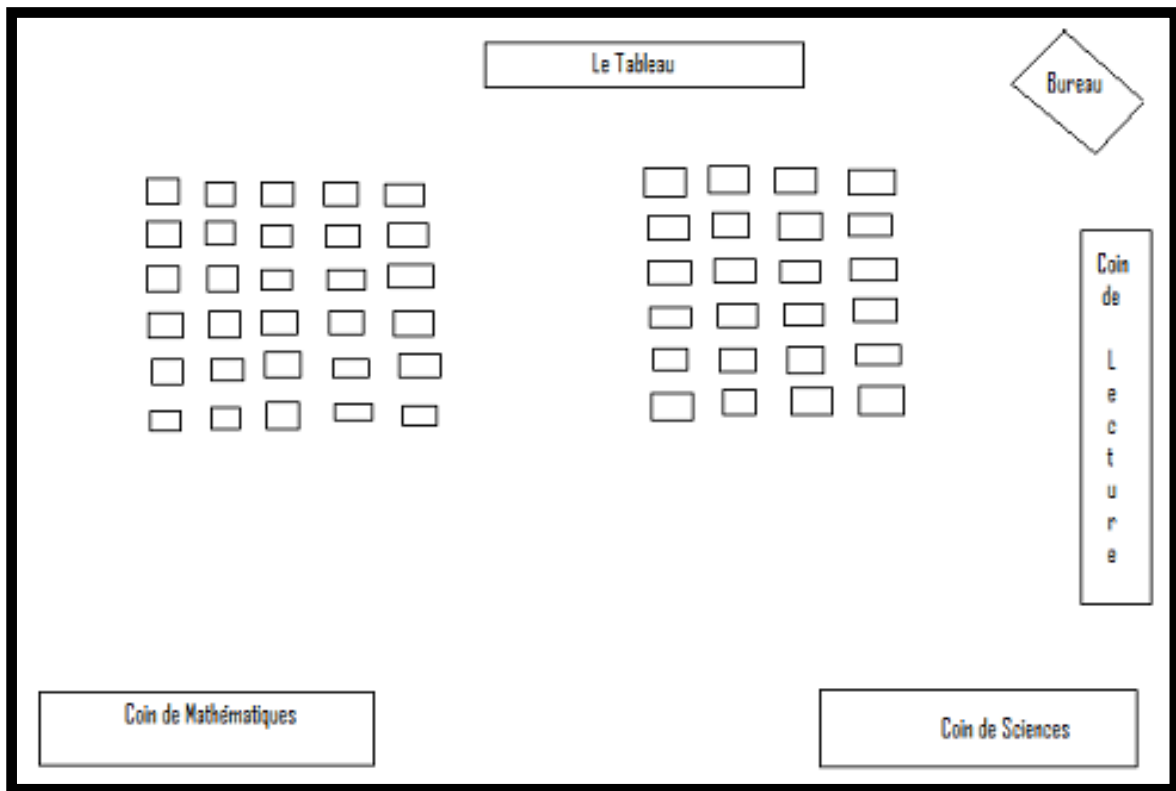 Le Tableau
Bureau
Coin
de
L
e
c
t
u
r
e
Coin de Mathématiques
Coin de Sciences